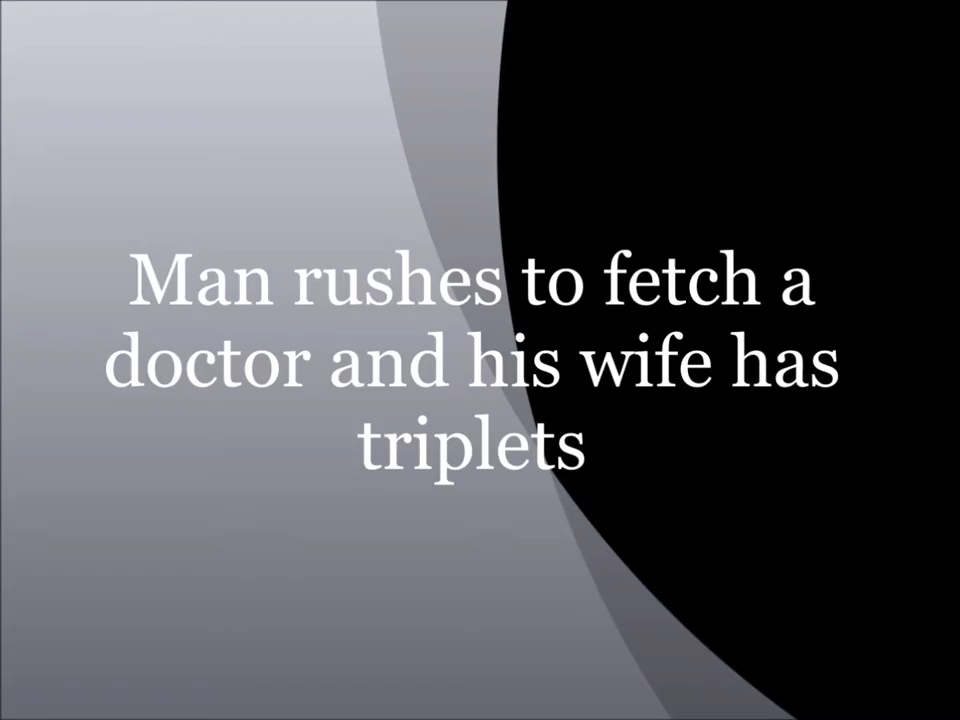 Man rushes to fetch a
doctor and his wife has
triplets